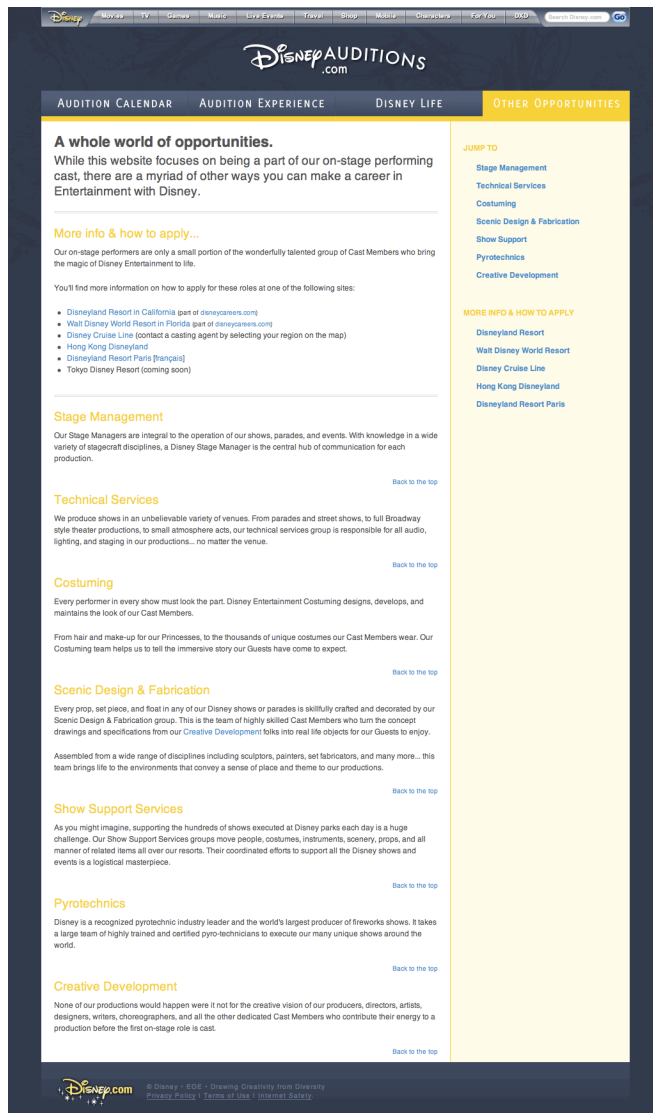 Disney Movies TV Games Music Live Events Travel Shop Mobile Characters For You DXD Search Disney.com Go
Disney AUDITIONS
.com
AUDITION CALENDAR AUDITION EXPERIENCE DISNEY LIFE OTHER OPPORTUNITIES
A whole world of opportunities.
While this website focuses on being a part of our on-stage performing
cast, there are a myriad of other ways you can make a career in
Entertainment with Disney.
More info & how to apply...
Our on-stage performers are only a small portion of the wonderfully talented group of Cast Members who bring
the magic of Disney Entertainment to life.
You'll find more information on how to apply for these roles at one of the following sites:
• Disneyland Resort in California (part of disneycareers.com)
• Walt Disney World Resort in Florida (part of disneycareers.com)
• Disney Cruise Line (contact a casting agent by selecting your region on the map)
• Hong Kong Disneyland
• Disneyland Resort Paris [français]
• Tokyo Disney Resort (coming soon)
Stage Management
Our Stage Managers are integral to the operation of our shows, parades, and events. With knowledge in a wide
variety of stagecraft disciplines, a Disney Stage Manager is the central hub of communication for each
production.
Back to the top
Technical Services
We produce shows in an unbelievable variety of venues. From parades and street shows, to full Broadway
style theater productions, to small atmosphere acts, our technical services group is responsible for all audio,
lighting, and staging in our productions... no matter the venue.
Back to the top
Costuming
Every performer in every show must look the part. Disney Entertainment Costuming designs, develops, and
maintains the look of our Cast Members.
From hair and make-up for our Princesses, to the thousands of unique costumes our Cast Members wear. Our
Costuming team helps us to tell the immersive story our Guests have come to expect.
Back to the top
Scenic Design & Fabrication
Every prop, set piece, and float in any of our Disney shows or parades is skillfully crafted and decorated by our
Scenic Design & Fabrication group. This is the team of highly skilled Cast Members who turn the concept
drawings and specifications from our Creative Development folks into real life objects for our Guests to enjoy.
Assembled from a wide range of disciplines including sculptors, painters, set fabricators, and many more... this
team brings life to the environments that convey a sense of place and theme to our productions.
Back to the top
Show Support Services
As you might imagine, supporting the hundreds of shows executed at Disney parks each day is a huge
challenge. Our Show Support Services groups move people, costumes, instruments, scenery, props, and all
manner of related items all over our resorts. Their coordinated efforts to support all the Disney shows and
events is a logistical masterpiece.
Back to the top
Pyrotechnics
Disney is a recognized pyrotechnic industry leader and the world's largest producer of fireworks shows. It takes
a large team of highly trained and certified pyro-technicians to execute our many unique shows around the
world.
Back to the top
Creative Development
None of our productions would happen were it not for the creative vision of our producers, directors, artists,
designers, writers, choreographers, and all the other dedicated Cast Members who contribute their energy to a
production before the first on-stage role is cast.
Back to the top
JUMP TO
Stage Management
Technical Services
Costuming
Scenic Design & Fabrication
Show Support
Pyrotechnics
Creative Development
MORE INFO & HOW TO APPLY
Disneyland Resort
Walt Disney World Resort
Disney Cruise Line
Hong Kong Disneyland
Disneyland Resort Paris
Disney.com
© Disney • EOE • Drawing Creativity from Diversity
Privacy Policy | Terms of Use | Internet Safety.